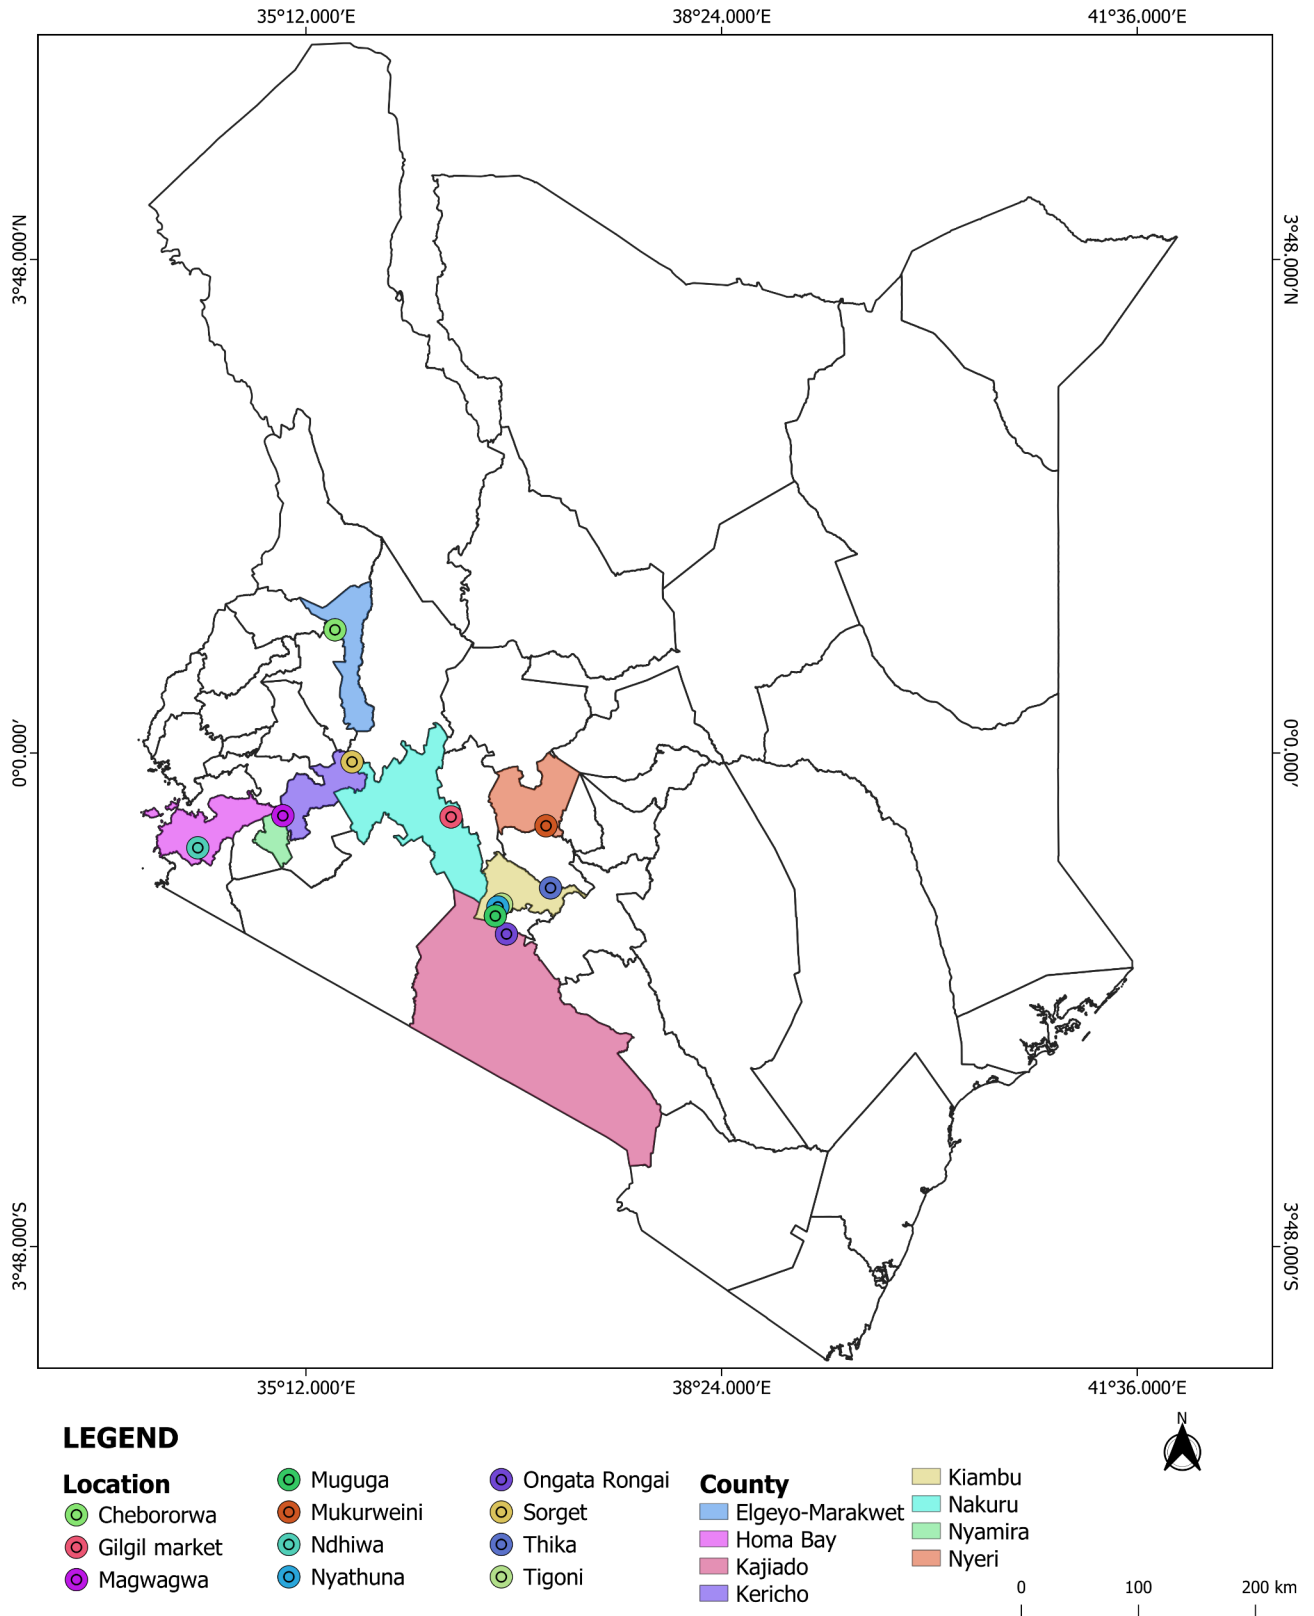 35°12.000′E 38°24.000′E 41°36.000′E
3°48.000′N 3°48.000′N
0°0.000′ 0°0.000′
3°48.000′S 3°48.000′S
35°12.000′E 38°24.000′E 41°36.000′E
LEGEND
Location
Chebororwa
Gilgil market
Magwagwa
Muguga
Mukurweini
Ndhiwa
Nyathuna
Ongata Rongai
Sorget
Thika
Tigoni
County
Elgeyo-Marakwet
Homa Bay
Kajiado
Kericho
Kiambu
Nakuru
Nyamira
Nyeri
N
0 100 200 km